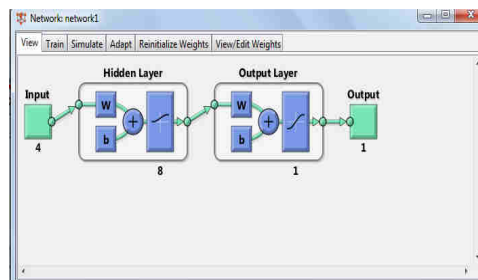 Network: network1
View Train Simulate Adapt Reinitialize Weights View/Edit Weights
Hidden Layer Output Layer
Input Output
W W
b + b +
4 8 1 1